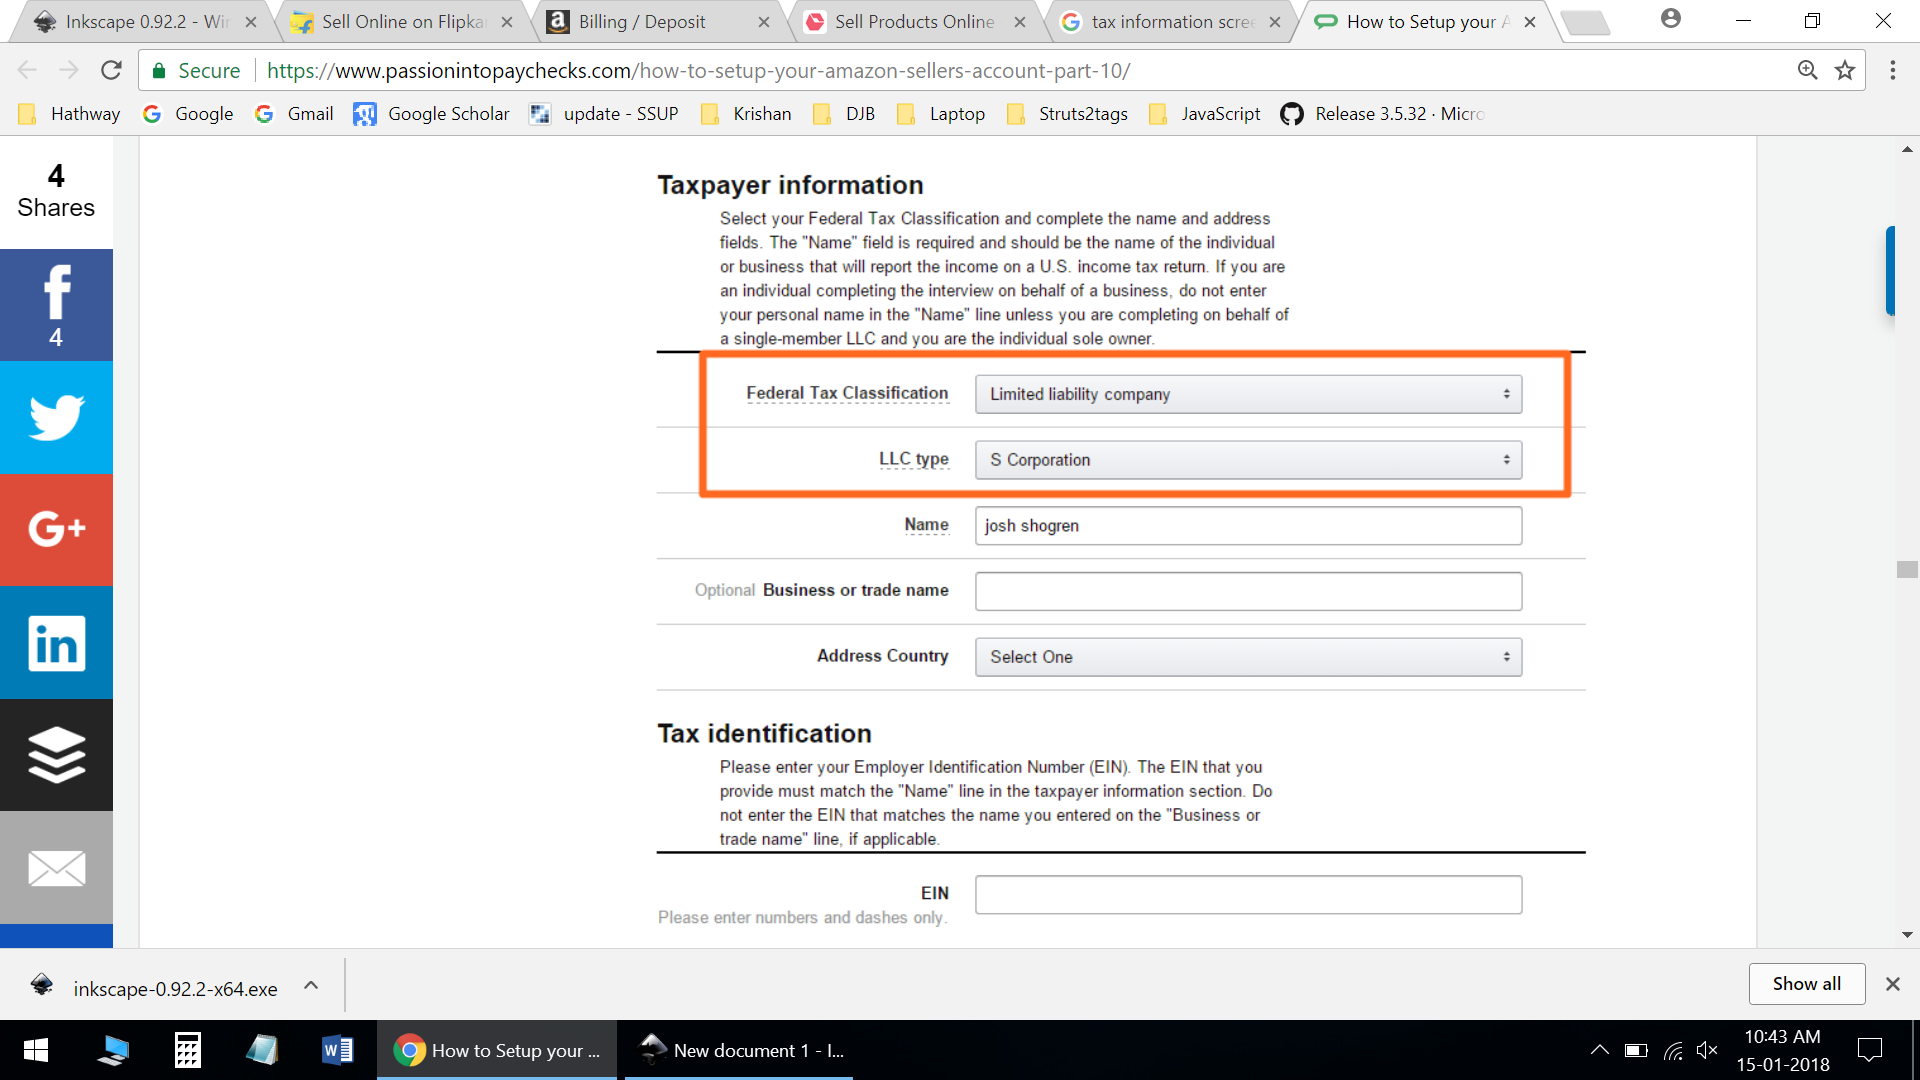 Inkscape 0.92.2 - Win
Sell Online on Flipka
Billing / Deposit
Sell Products Online
tax information scree
How to Setup your A
Secure
https://www.passionintopaychecks.com/how-to-setup-your-amazon-sellers-account-part-10/
Hathway
Google
Gmail
Google Scholar
update - SSUP
Krishan
DJB
Laptop
Struts2tags
JavaScript
Release 3.5.32 · Micro
4
Shares
4
Taxpayer information
Select your Federal Tax Classification and complete the name and address
fields. The "Name" field is required and should be the name of the individual
or business that will report the income on a U.S. income tax return. If you are
an individual completing the interview on behalf of a business, do not enter
your personal name in the "Name" line unless you are completing on behalf of
a single-member LLC and you are the individual sole owner.
Federal Tax Classification
Limited liability company
LLC type
S Corporation
Name
josh shogren
Optional Business or trade name
Address Country
Select One
Tax identification
Please enter your Employer Identification Number (EIN). The EIN that you
provide must match the "Name" line in the taxpayer information section. Do
not enter the EIN that matches the name you entered on the "Business or
trade name" line, if applicable.
EIN
Please enter numbers and dashes only.
inkscape-0.92.2-x64.exe
Show all
How to Setup your ...
New document 1 - I...
10:43 AM
15-01-2018